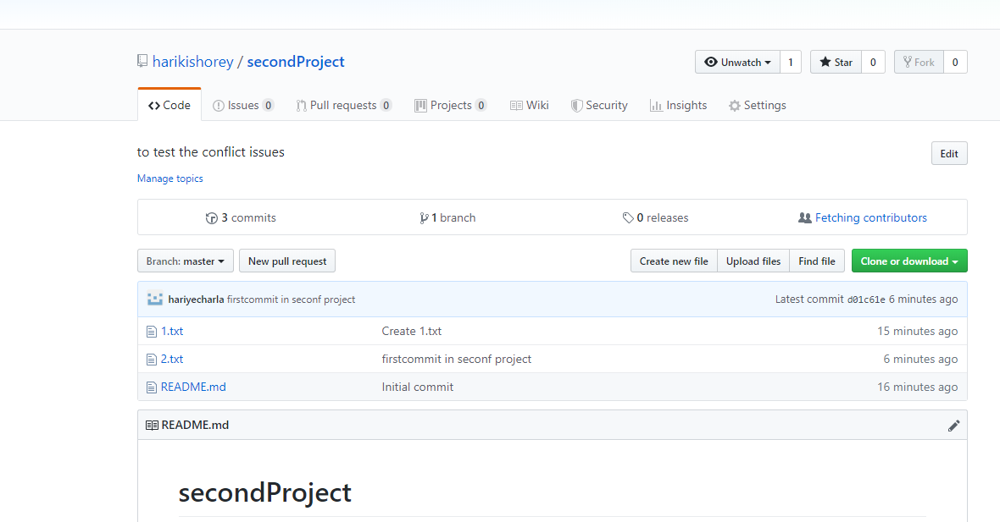 harikishorey / secondProject
Unwatch 1 Star 0 Fork 0
Code Issues 0 Pull requests 0 Projects 0 Wiki Security Insights Settings
to test the conflict issues Edit
Manage topics
3 commits 1 branch 0 releases Fetching contributors
Branch: master New pull request Create new file Upload files Find file Clone or download
hariyecharla firstcommit in seconf project Latest commit d01c61e 6 minutes ago
1.txt Create 1.txt 15 minutes ago
2.txt firstcommit in seconf project 6 minutes ago
README.md Initial commit 16 minutes ago
README.md
secondProject